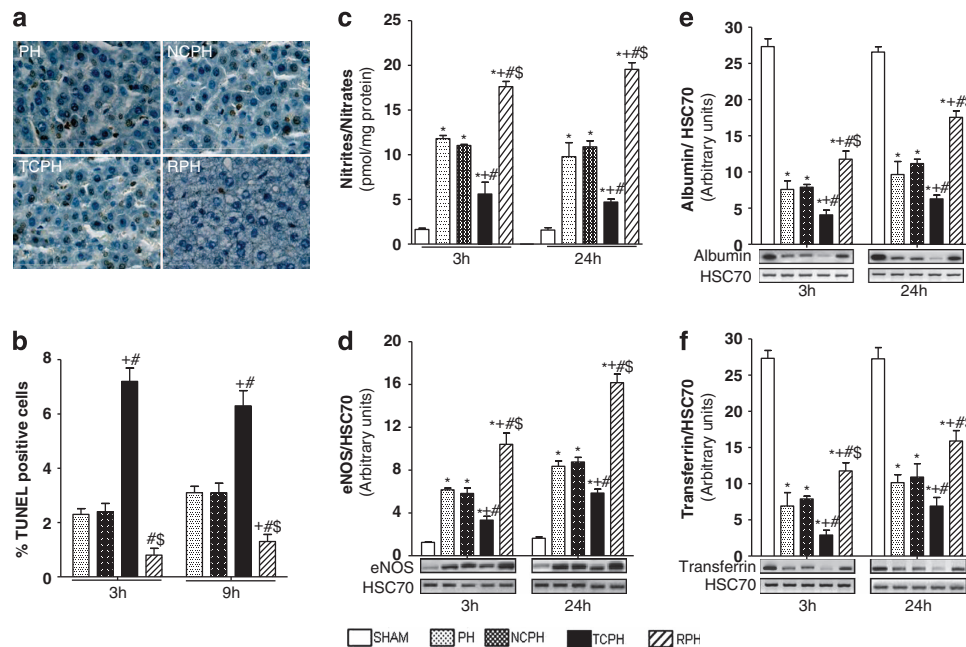 a
PH
NCPH
TCPH
RPH
b
% TUNEL positive cells
8
6
4
2
0
+#
#$
+#
+#$
3h
9h
c
Nitrites/Nitrates
(pmol/mg protein)
25
20
15
10
5
0
*
*
*+#
*+#$
*
*
*+#
*+#$
3h
24h
d
eNOS/HSC70
(Arbitrary units)
20
16
12
8
4
0
*
*
*+#
*+#$
*
*
*+#
*+#$
eNOS
HSC70
3h
24h
e
Albumin/ HSC70
(Arbitrary units)
30
25
20
15
10
5
0
*
*
*+#
*+#$
*
*
*+#
*+#$
Albumin
HSC70
3h
24h
f
Transferrin/HSC70
(Arbitrary units)
30
25
20
15
10
5
0
*
*
*+#
*+#$
*
*
*+#
*+#$
Transferrin
HSC70
3h
24h
SHAM
PH
NCPH
TCPH
RPH